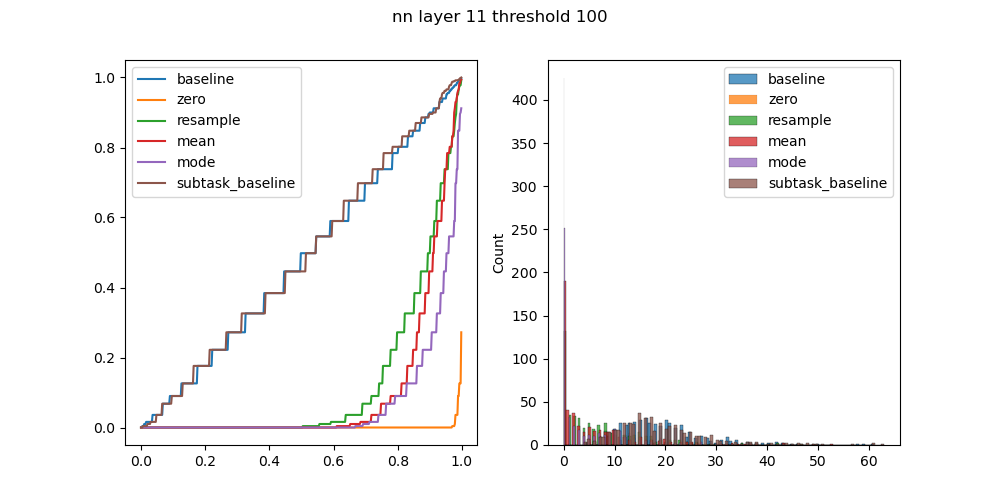 nn layer 11 threshold 100
baseline
zero
resample
mean
mode
subtask_baseline
1.0
0.8
0.6
0.4
0.2
0.0
0.0 0.2 0.4 0.6 0.8 1.0
baseline
zero
resample
mean
mode
subtask_baseline
Count
400
350
300
250
200
150
100
50
0
0 10 20 30 40 50 60